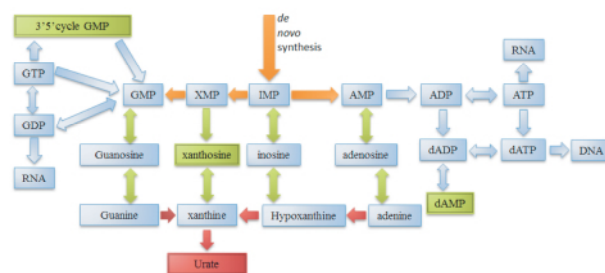 de
novo
synthesis
3'5'cycle GMP
RNA
GTP
GMP
XMP
IMP
AMP
ADP
ATP
GDP
RNA
Guanosine
xanthosine
inosine
adenosine
dADP
dATP
DNA
dAMP
Guanine
xanthine
Hypoxanthine
adenine
Urate